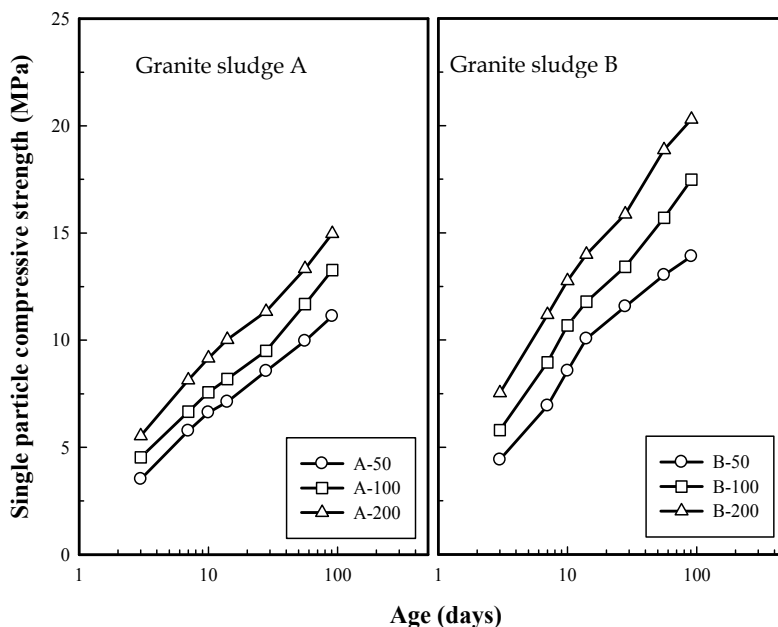 Single particle compressive strength (MPa)
25
20
15
10
5
0
Granite sludge A
A-50
A-100
A-200
1
10
100
Granite sludge B
B-50
B-100
B-200
1
10
100
Age (days)